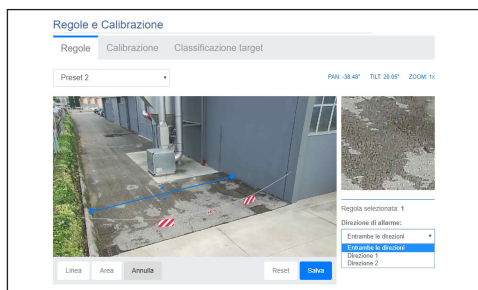 Regole e Calibrazione
Regole Calibrazione Classificazione target
Preset 2
PAN: -38.48° TILT: 20.05° ZOOM: 1x
Regola selezionata: 1
Direzione di allarme:
Entrambe le direzioni
Entrambe le direzioni
Direzione 1
Direzione 2
Linea Area Annulla Reset Salva